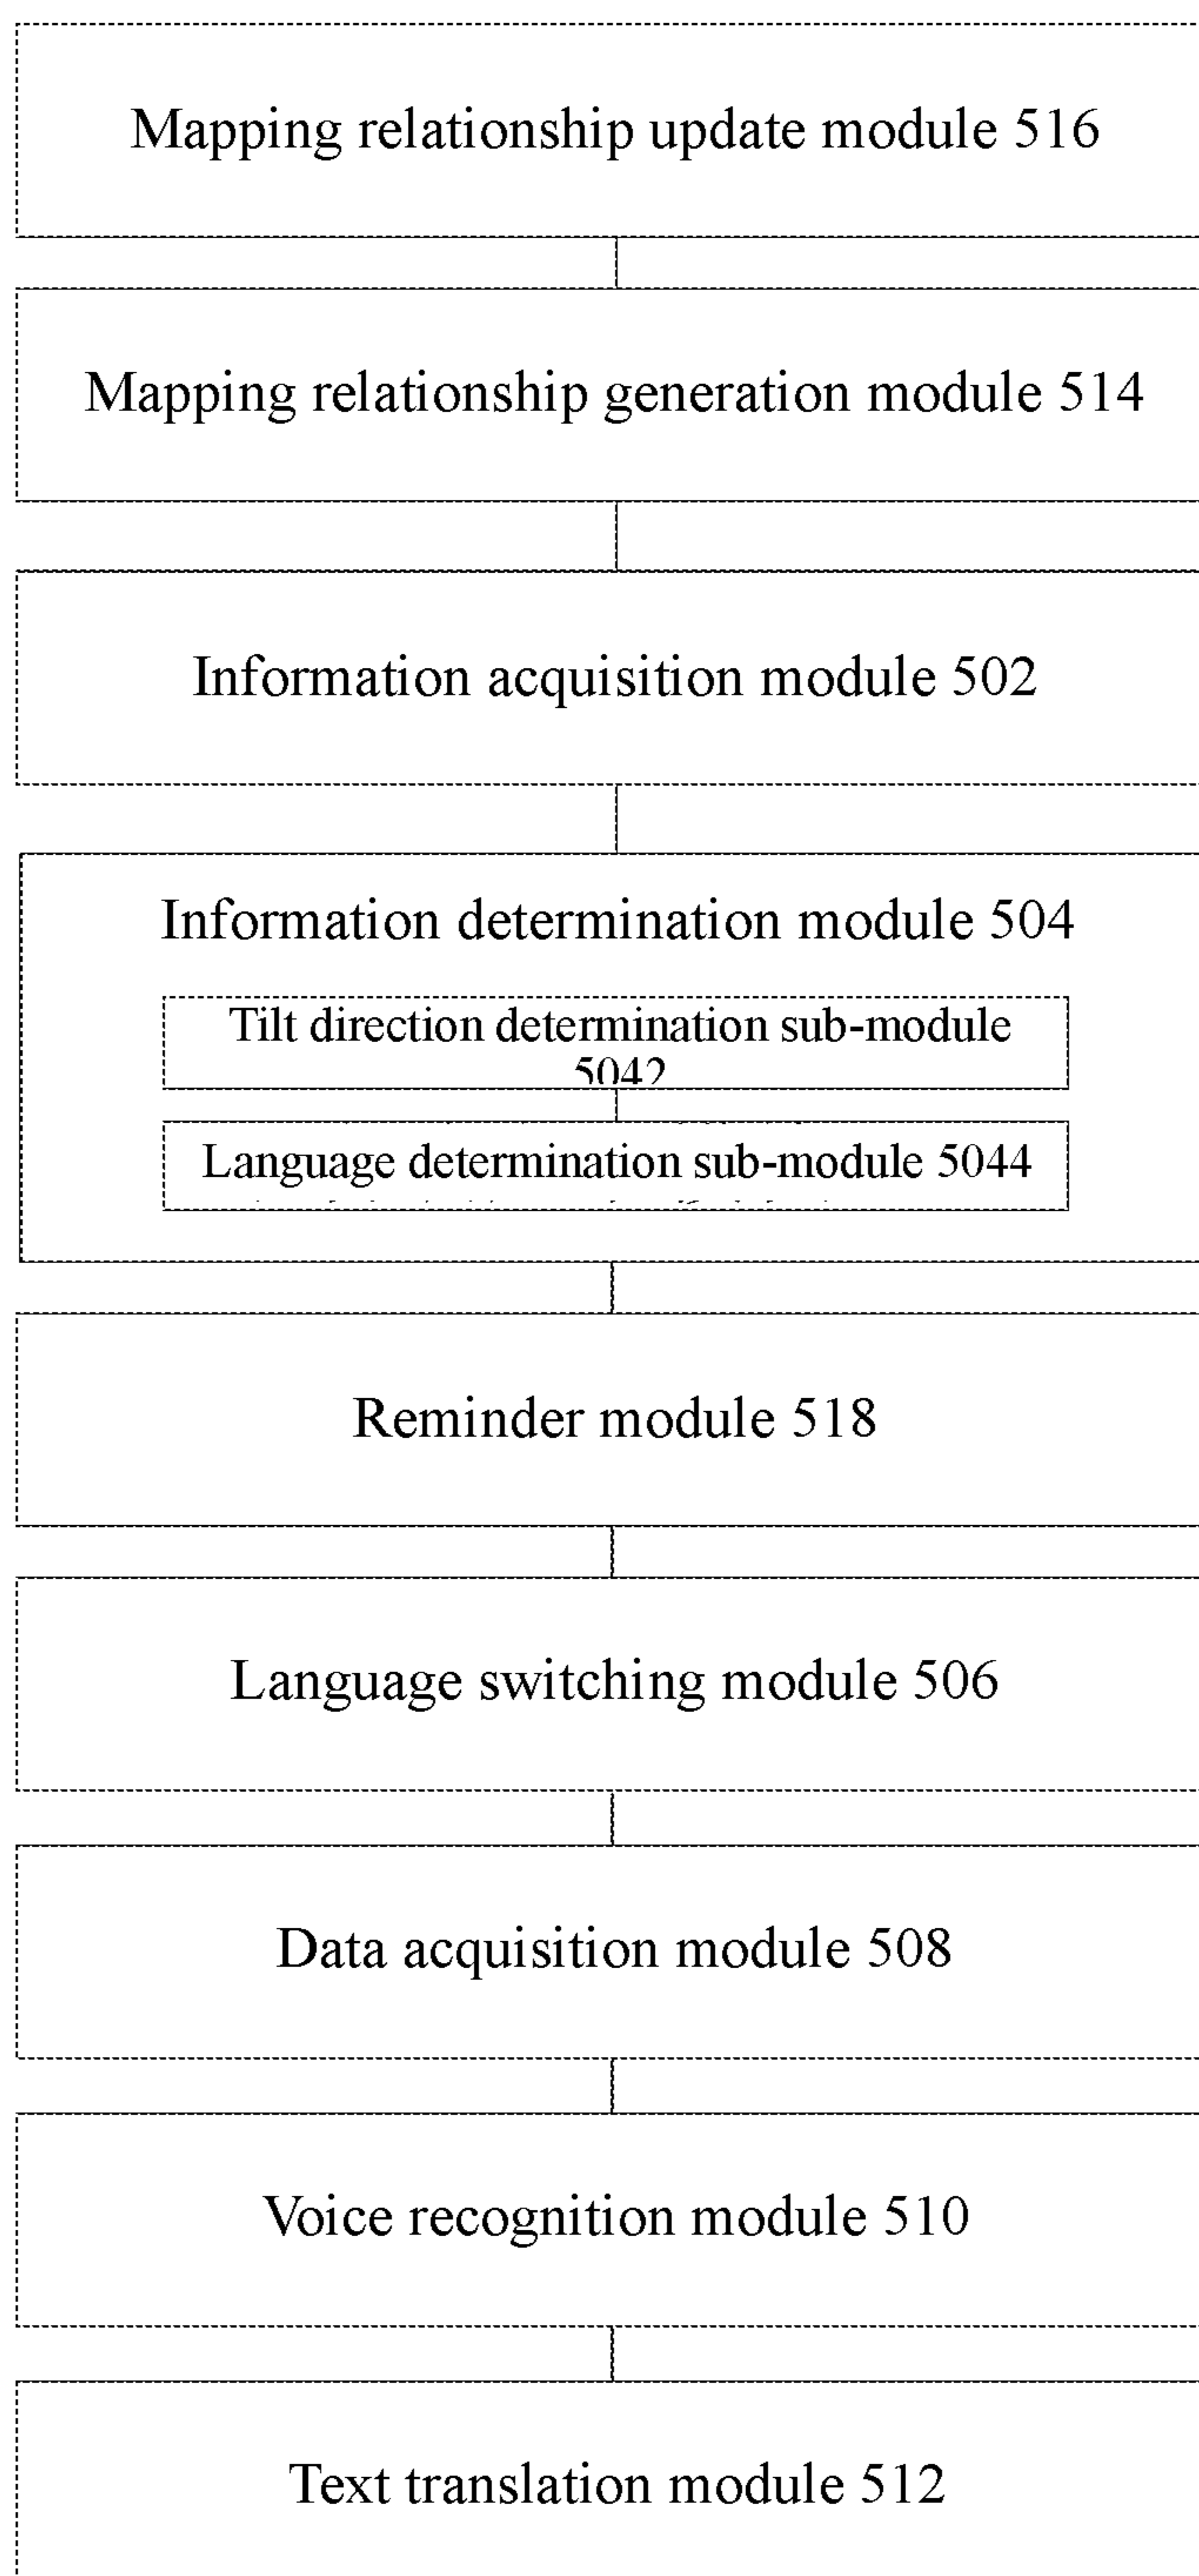 Mapping relationship update module 516
Mapping relationship generation module 514
Information acquisition module 502
Information determination module 504
Tilt direction determination sub-module
5042
Language determination sub-module 5044
Reminder module 518
Language switching module 506
Data acquisition module 508
Voice recognition module 510
Text translation module 512